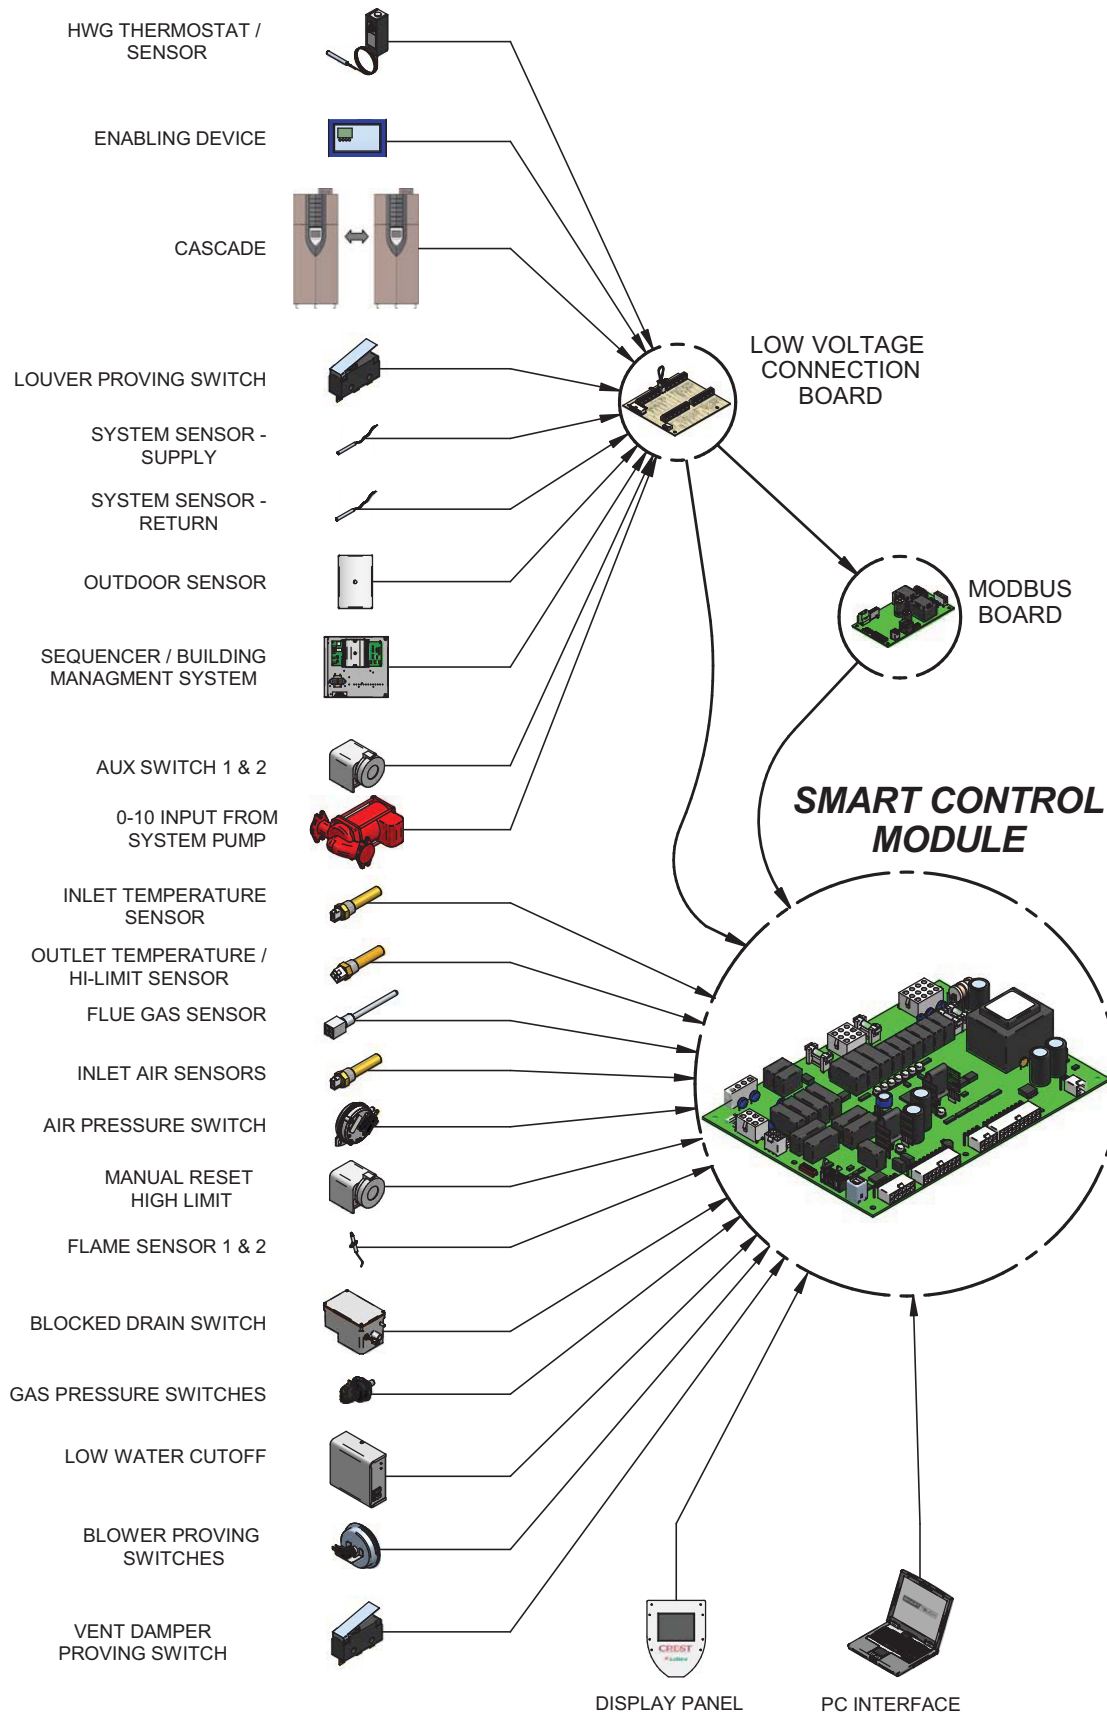 HWG THERMOSTAT /
SENSOR
ENABLING DEVICE
CASCADE
LOUVER PROVING SWITCH
SYSTEM SENSOR -
SUPPLY
SYSTEM SENSOR -
RETURN
OUTDOOR SENSOR
SEQUENCER / BUILDING
MANAGMENT SYSTEM
AUX SWITCH 1 & 2
0-10 INPUT FROM
SYSTEM PUMP
INLET TEMPERATURE
SENSOR
OUTLET TEMPERATURE /
HI-LIMIT SENSOR
FLUE GAS SENSOR
INLET AIR SENSORS
AIR PRESSURE SWITCH
MANUAL RESET
HIGH LIMIT
FLAME SENSOR 1 & 2
BLOCKED DRAIN SWITCH
GAS PRESSURE SWITCHES
LOW WATER CUTOFF
BLOWER PROVING
SWITCHES
VENT DAMPER
PROVING SWITCH
LOW VOLTAGE
CONNECTION
BOARD
MODBUS
BOARD
SMART CONTROL
MODULE
CREST
DISPLAY PANEL
PC INTERFACE